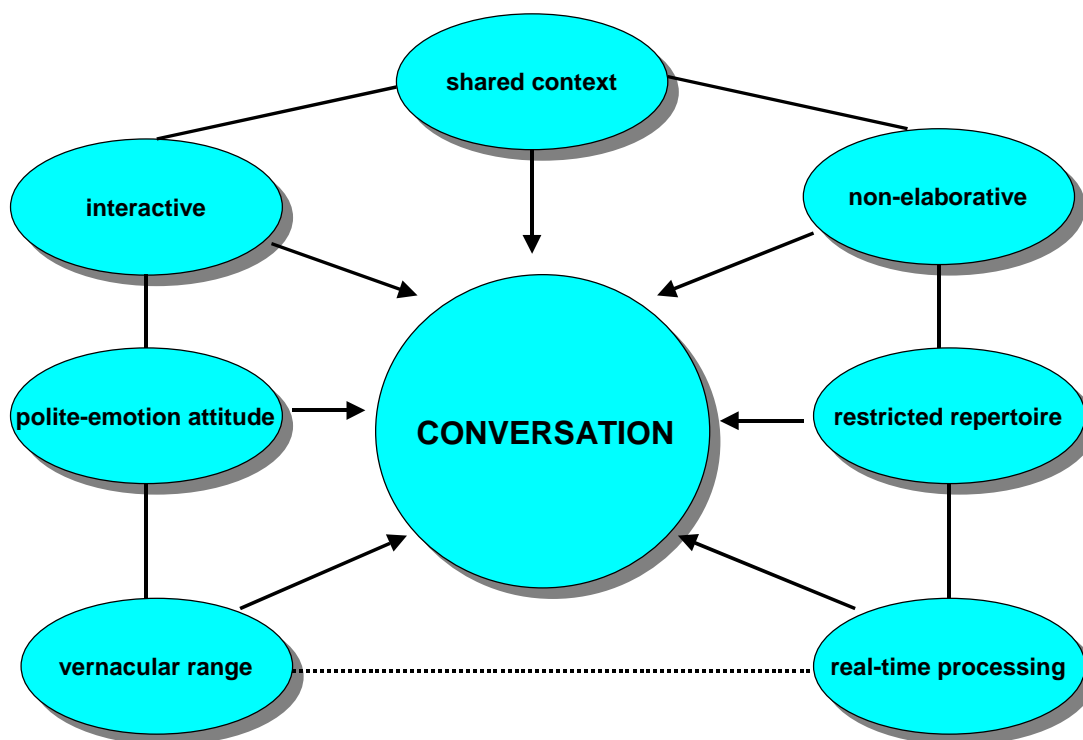 shared context
interactive
non-elaborative
polite-emotion attitude
CONVERSATION
restricted repertoire
vernacular range
real-time processing